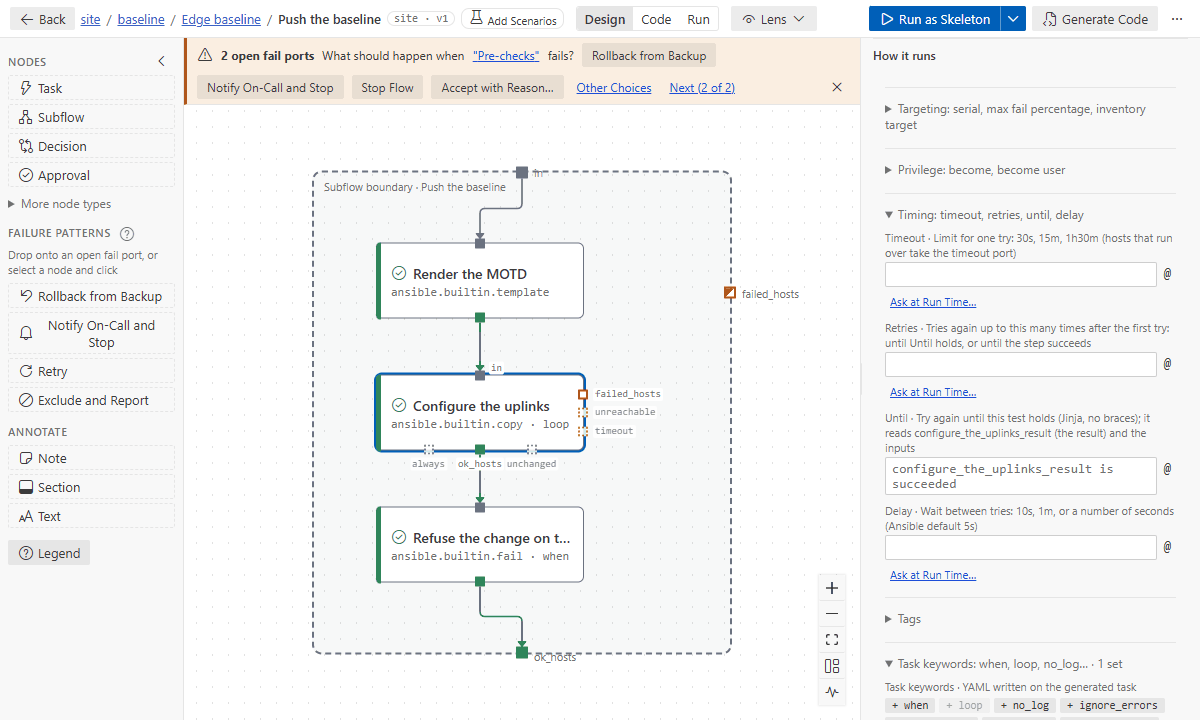 Back site / baseline / Edge baseline / Push the baseline site · v1 Add Scenarios Design Code Run Lens Run as Skeleton Generate Code
NODES
Task
Subflow
Decision
Approval
More node types
FAILURE PATTERNS
Drop onto an open fail port, or
select a node and click
Rollback from Backup
Notify On-Call and
Stop
Retry
Exclude and Report
ANNOTATE
Note
Section
Text
Legend
2 open fail ports What should happen when "Pre-checks" fails? Rollback from Backup
Notify On-Call and Stop Stop Flow Accept with Reason... Other Choices Next (2 of 2)
in
Subflow boundary · Push the baseline
Render the MOTD
ansible.builtin.template
failed_hosts
in
Configure the uplinks
ansible.builtin.copy · loop
failed_hosts
unreachable
timeout
always ok_hosts unchanged
Refuse the change on t...
ansible.builtin.fail · when
ok_hosts
How it runs
Targeting: serial, max fail percentage, inventory
target
Privilege: become, become user
Timing: timeout, retries, until, delay
Timeout · Limit for one try: 30s, 15m, 1h30m (hosts that run
over take the timeout port)
@
Ask at Run Time...
Retries · Tries again up to this many times after the first try:
until Until holds, or until the step succeeds
@
Ask at Run Time...
Until · Try again until this test holds (Jinja, no braces); it
reads configure_the_uplinks_result (the result) and the
inputs
configure_the_uplinks_result is
succeeded
@
Delay · Wait between tries: 10s, 1m, or a number of seconds
(Ansible default 5s)
@
Ask at Run Time...
Tags
Task keywords: when, loop, no_log... · 1 set
Task keywords · YAML written on the generated task
+ when + loop + no_log + ignore_errors